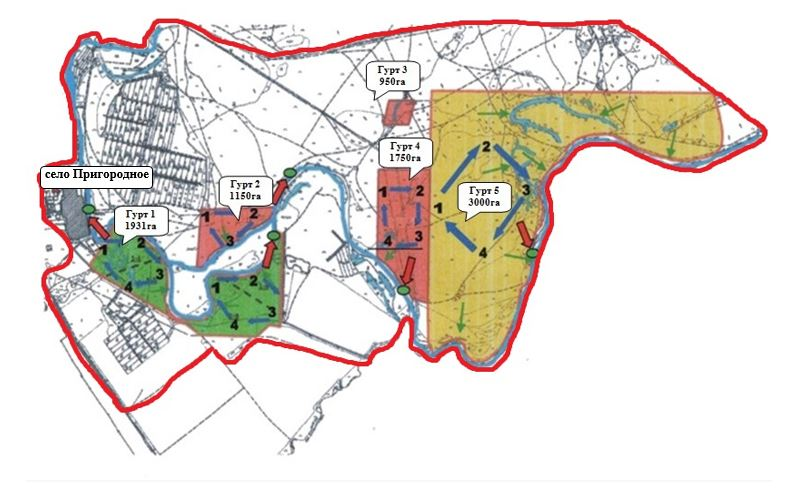 Гурт 3
950га
Гурт 4
1750га
село Пригородное
Гурт 2
1150га
Гурт 1
1931га
Гурт 5
3000га
1 2
3
1 2
3
4
1 2
3
4
1 2
3
4
1
2
3
4